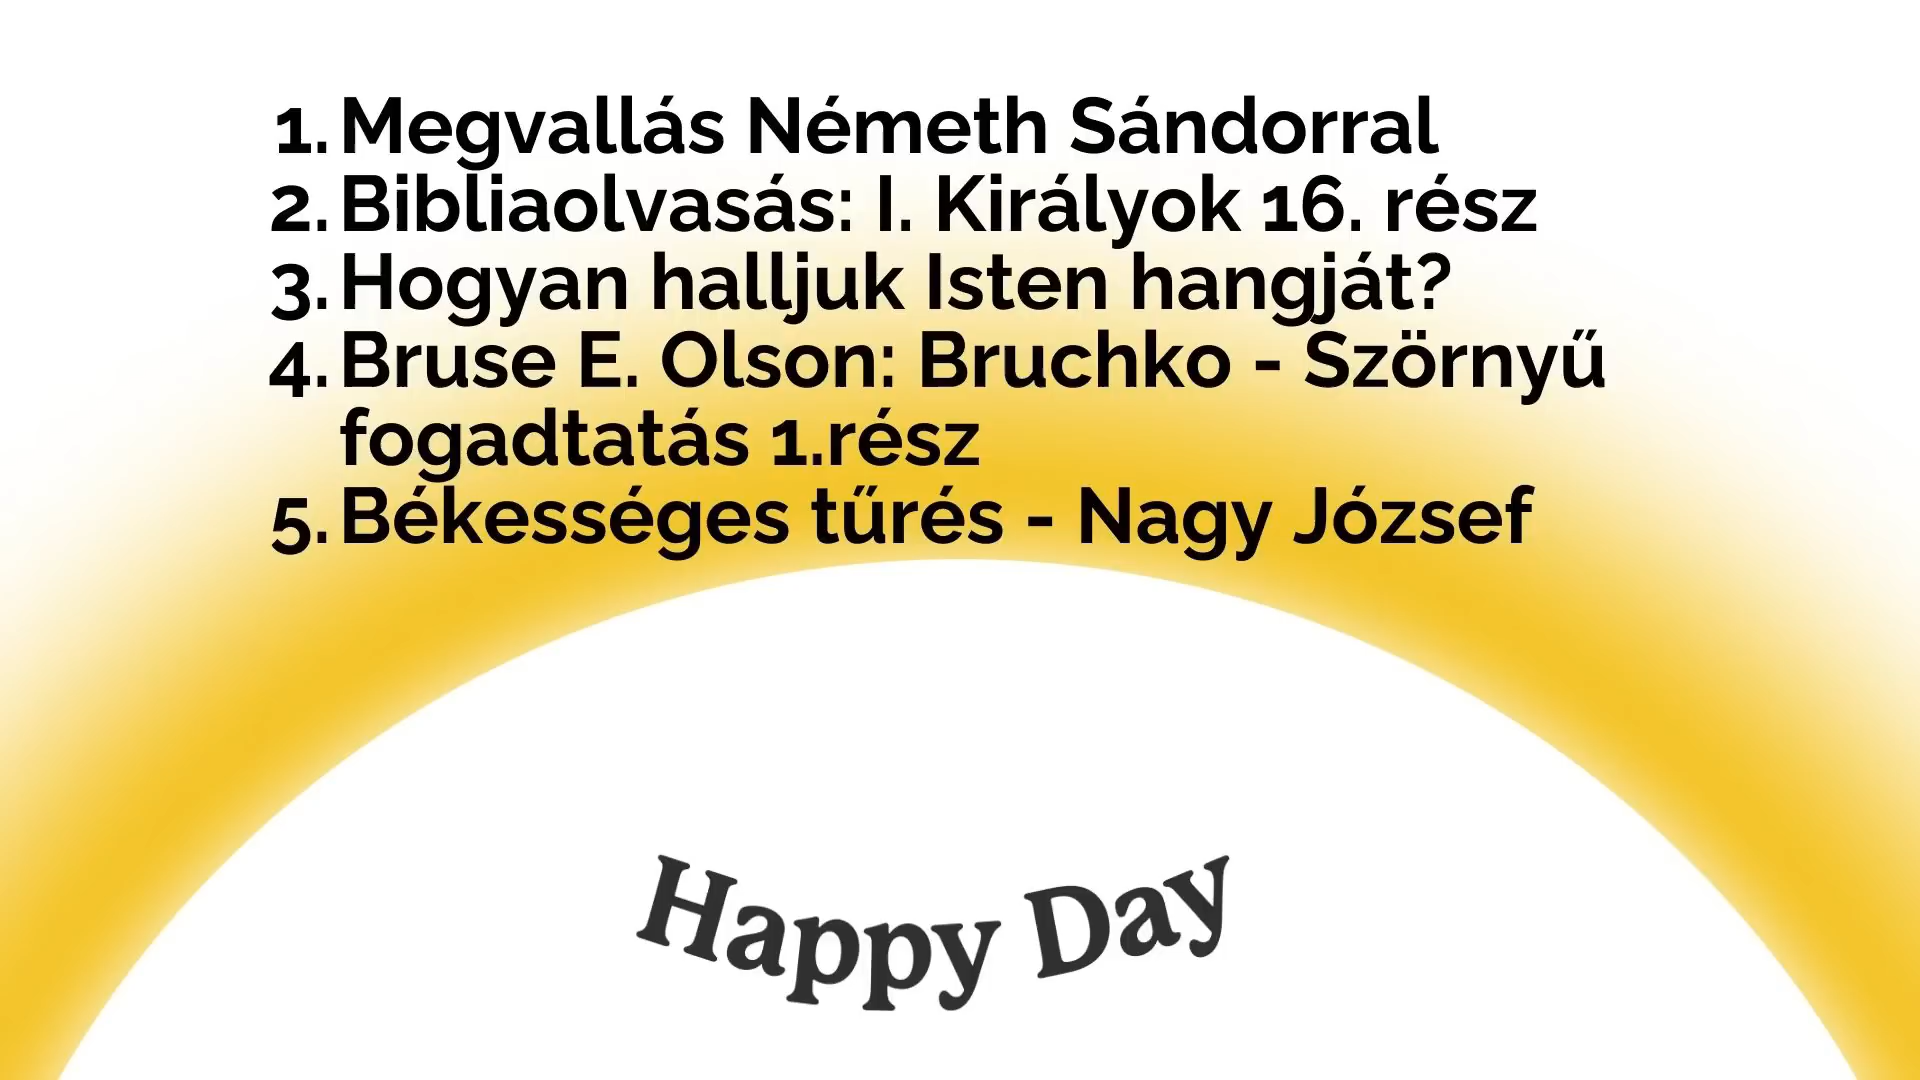 1. Megvallás Németh Sándorral
2. Bibliaolvasás: I. Királyok 16. rész
3. Hogyan halljuk Isten hangját?
4. Bruse E. Olson: Bruchko - Szörnyű
fogadtatás 1.rész
5. Békességes tűrés - Nagy József
Happy Day